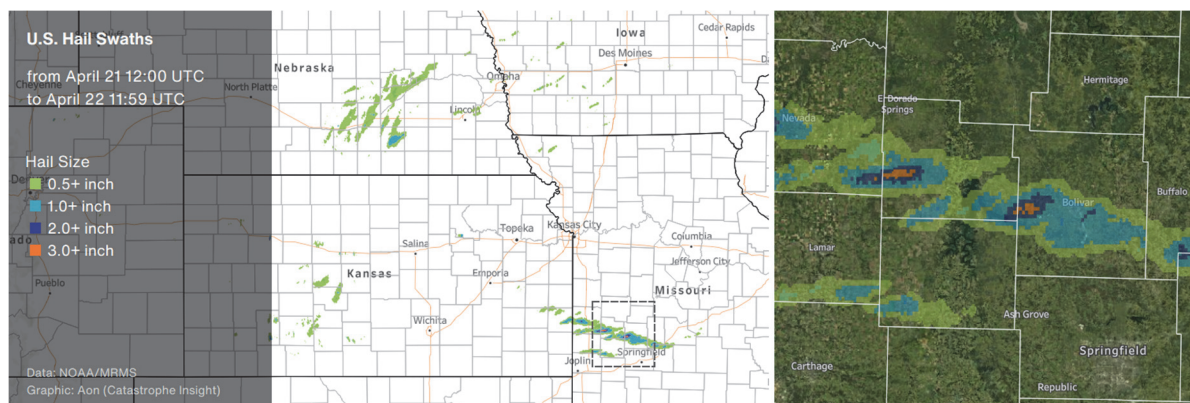 U.S. Hail Swaths
from April 21 12:00 UTC
to April 22 11:59 UTC
Hail Size
0.5+ inch
1.0+ inch
2.0+ inch
3.0+ inch
Data: NOAA/MRMS
Graphic: Aon (Catastrophe Insight)
Cheyenne
Pueblo
Nebraska
North Platte
Lincoln
Omaha
Iowa
Des Moines
Cedar Rapids
Kansas
Salina
Topeka
Emporia
Wichita
Kansas City
Columbia
Jefferson City
Missouri
Joplin
Springfield
Nevada
El Dorado
Springs
Hermitage
Bolivar
Buffalo
Lamar
Ash Grove
Carthage
Springfield
Republic